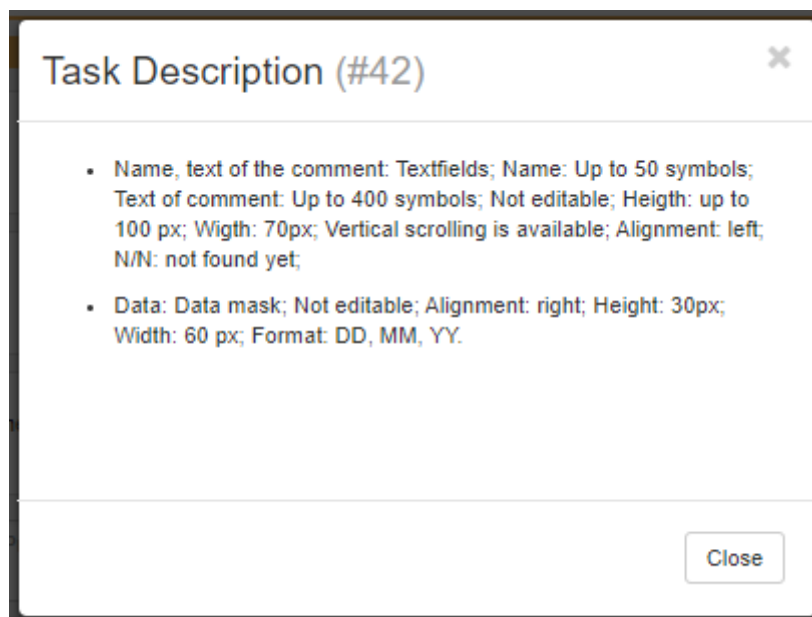 Task Description (#42)
×
• Name, text of the comment: Textfields; Name: Up to 50 symbols;
Text of comment: Up to 400 symbols; Not editable; Heigth: up to
100 px; Wigth: 70px; Vertical scrolling is available; Alignment: left;
N/N: not found yet;
• Data: Data mask; Not editable; Alignment: right; Height: 30px;
Width: 60 px; Format: DD, MM, YY.
Close